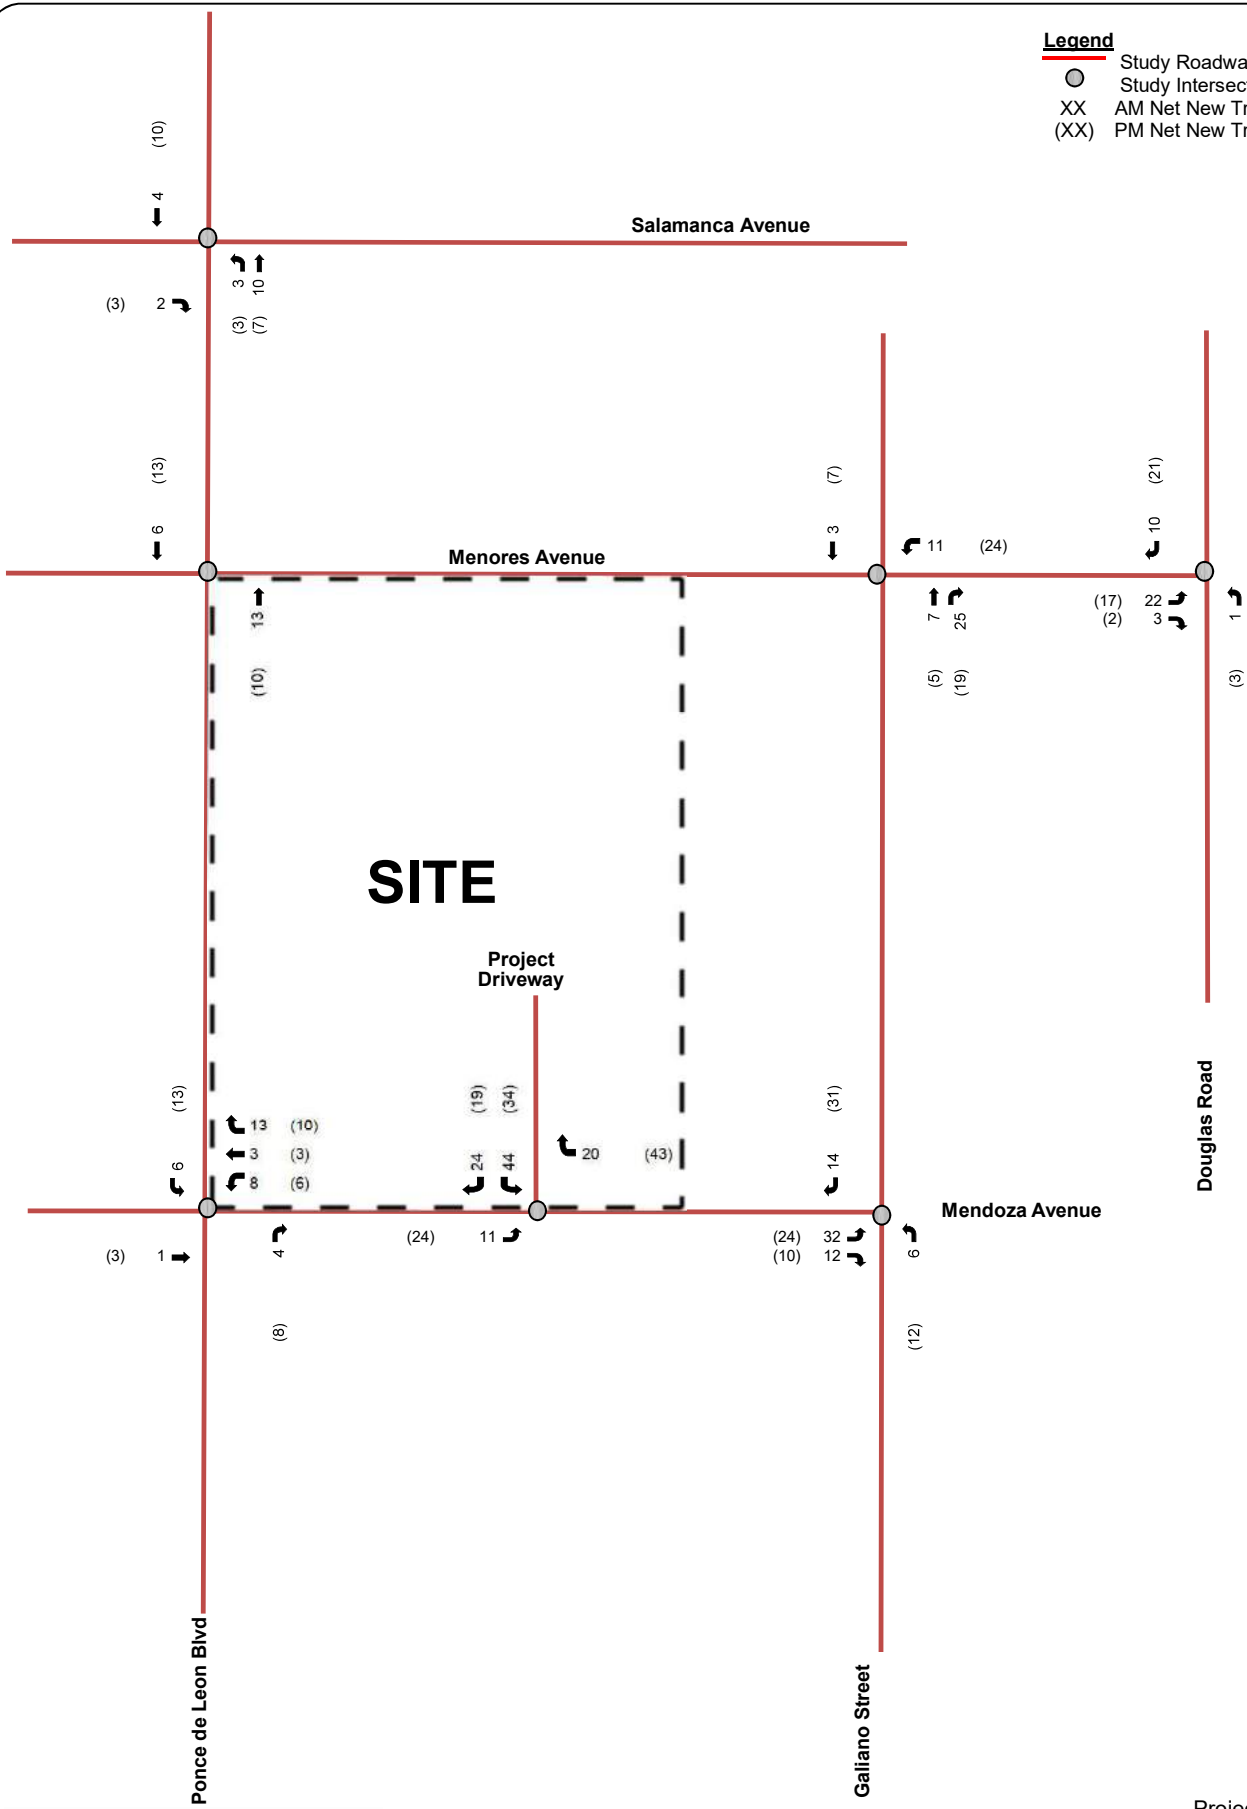 Legend
Study Roadwa
Study Intersect
XX AM Net New Tr
(XX) PM Net New Tr
(10)
4
Salamanca Avenue
3 10
(3) 2
(3) (7)
(13)
6
(7)
3
(21)
10
Menores Avenue
11 (24)
13
(10)
7 25
(5) (19)
(17) 22
(2) 3
1
(3)
SITE
Project
Driveway
(13)
6
13 (10)
3 (3)
8 (6)
(19) (34)
24 44
20 (43)
(31)
14
Douglas Road
Mendoza Avenue
(3) 1
4
(8)
(24) 11
(24) 32
(10) 12
6
(12)
Ponce de Leon Blvd
Galiano Street
Projec